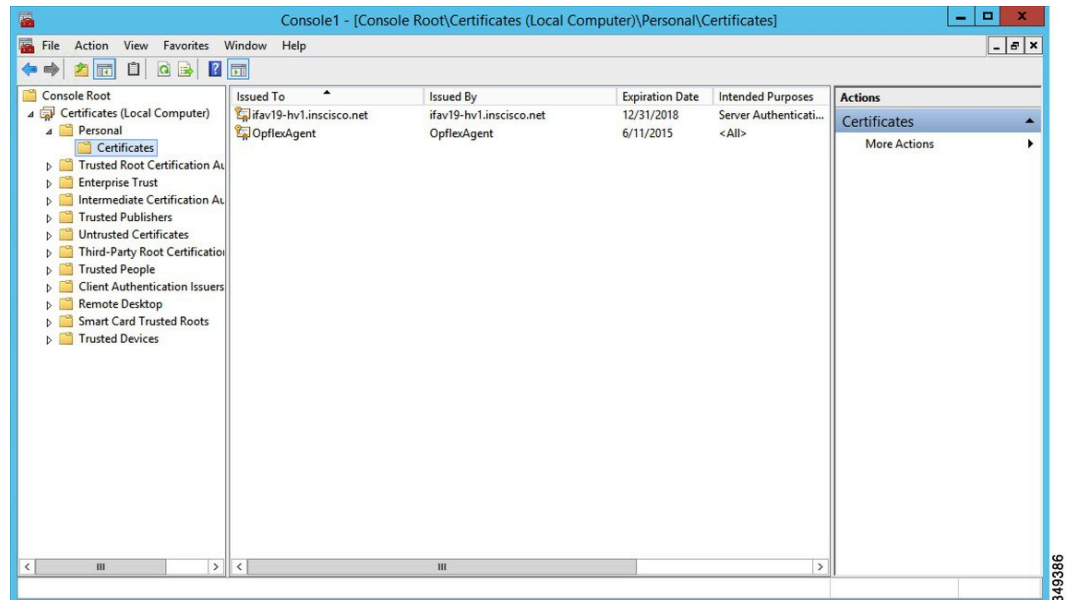 Console1 - [Console Root\Certificates (Local Computer)\Personal\Certificates]
File Action View Favorites Window Help
Console Root
Certificates (Local Computer)
Personal
Certificates
Trusted Root Certification Au
Enterprise Trust
Intermediate Certification Au
Trusted Publishers
Untrusted Certificates
Third-Party Root Certification
Trusted People
Client Authentication Issuers
Remote Desktop
Smart Card Trusted Roots
Trusted Devices
Issued To Issued By Expiration Date Intended Purposes
ifav19-hv1.inscisco.net ifav19-hv1.inscisco.net 12/31/2018 Server Authenticati...
OpflexAgent OpflexAgent 6/11/2015 <All>
Actions
Certificates
More Actions
349386